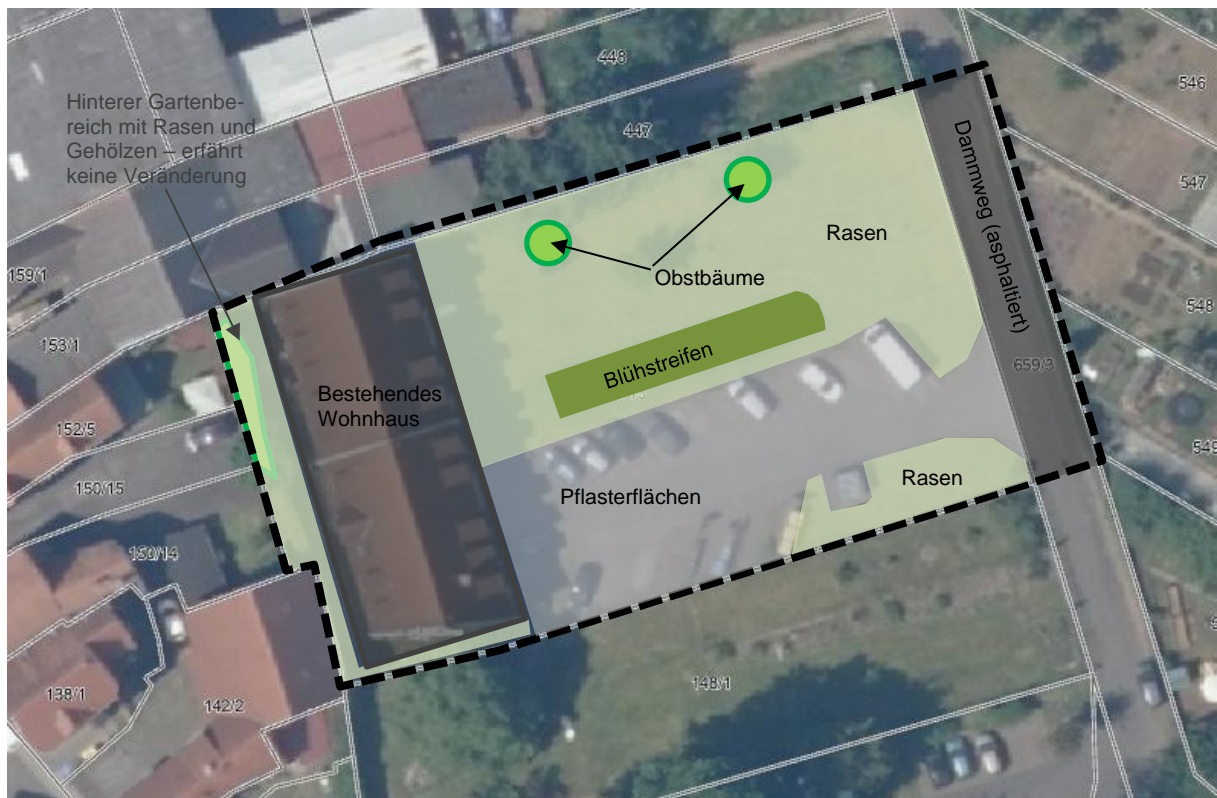 448
546
Hinterer Gartenbe-
reich mit Rasen und
Gehölzen – erfährt
keine Veränderung
447
Dammweg (asphaltiert)
547
Rasen
159/1
Obstbäume
548
153/1
Blühstreifen
659/3
Bestehendes
Wohnhaus
152/5
549
150/15
Pflasterflächen
Rasen
150/14
148/1
138/1
142/2